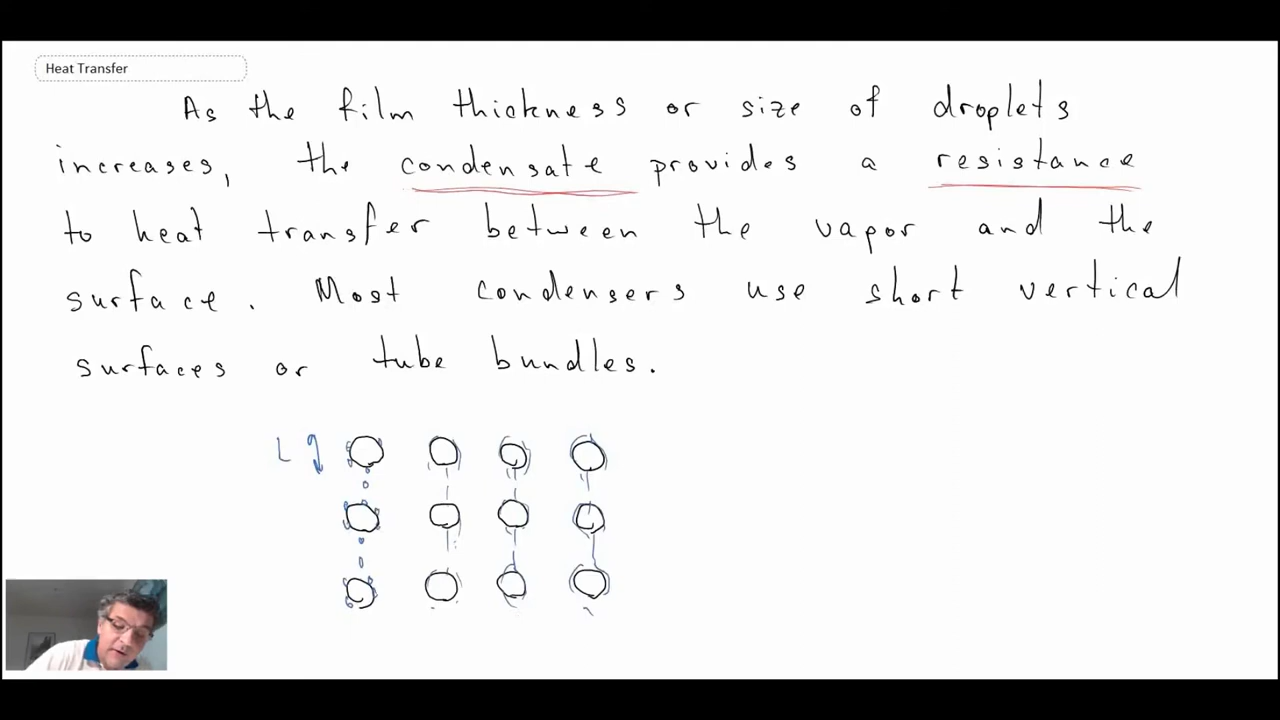 Heat Transfer
As the film thickness or size of droplets
increases, the condensate provides a resistance
to heat transfer between the vapor and the
surface. Most condensers use short vertical
surfaces or tube bundles.
L